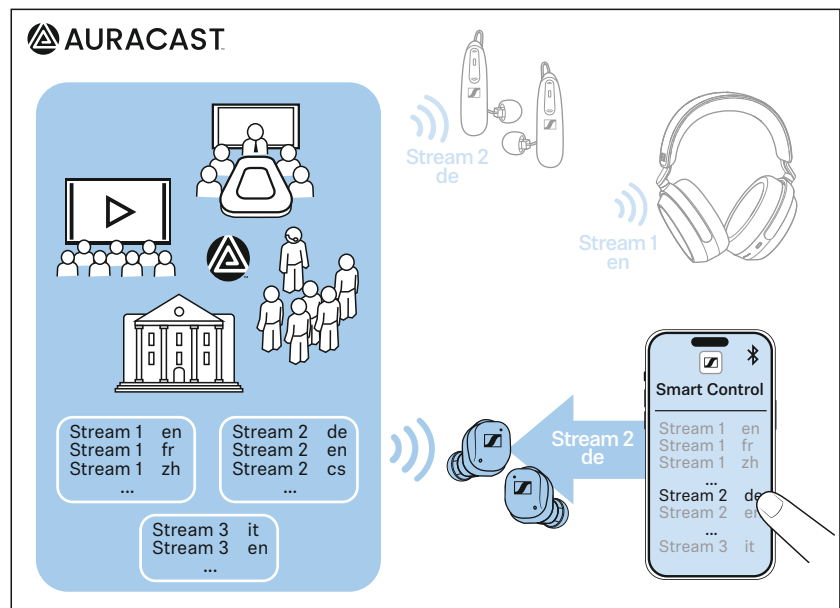 AURACAST
Stream 2
de
Stream 1
en
Stream 1 en
Stream 1 fr
Stream 1 zh
...
Stream 2 de
Stream 2 en
Stream 2 cs
...
Stream 3 it
Stream 3 en
...
Stream 2
de
Smart Control
Stream 1 en
Stream 1 fr
Stream 1 zh
...
Stream 2 de
Stream 2 en
...
Stream 3 it